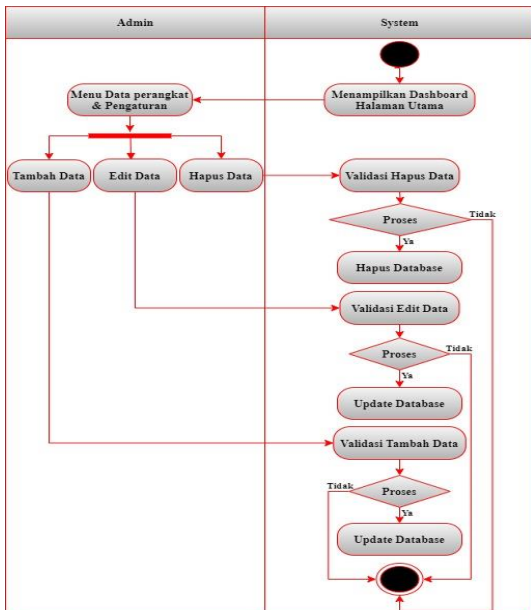 Admin
System
Menu Data perangkat
& Pengaturan
Menampilkan Dashboard
Halaman Utama
Tambah Data
Edit Data
Hapus Data
Validasi Hapus Data
Proses
Tidak
Ya
Hapus Database
Validasi Edit Data
Proses
Tidak
Ya
Update Database
Validasi Tambah Data
Tidak
Proses
Ya
Update Database